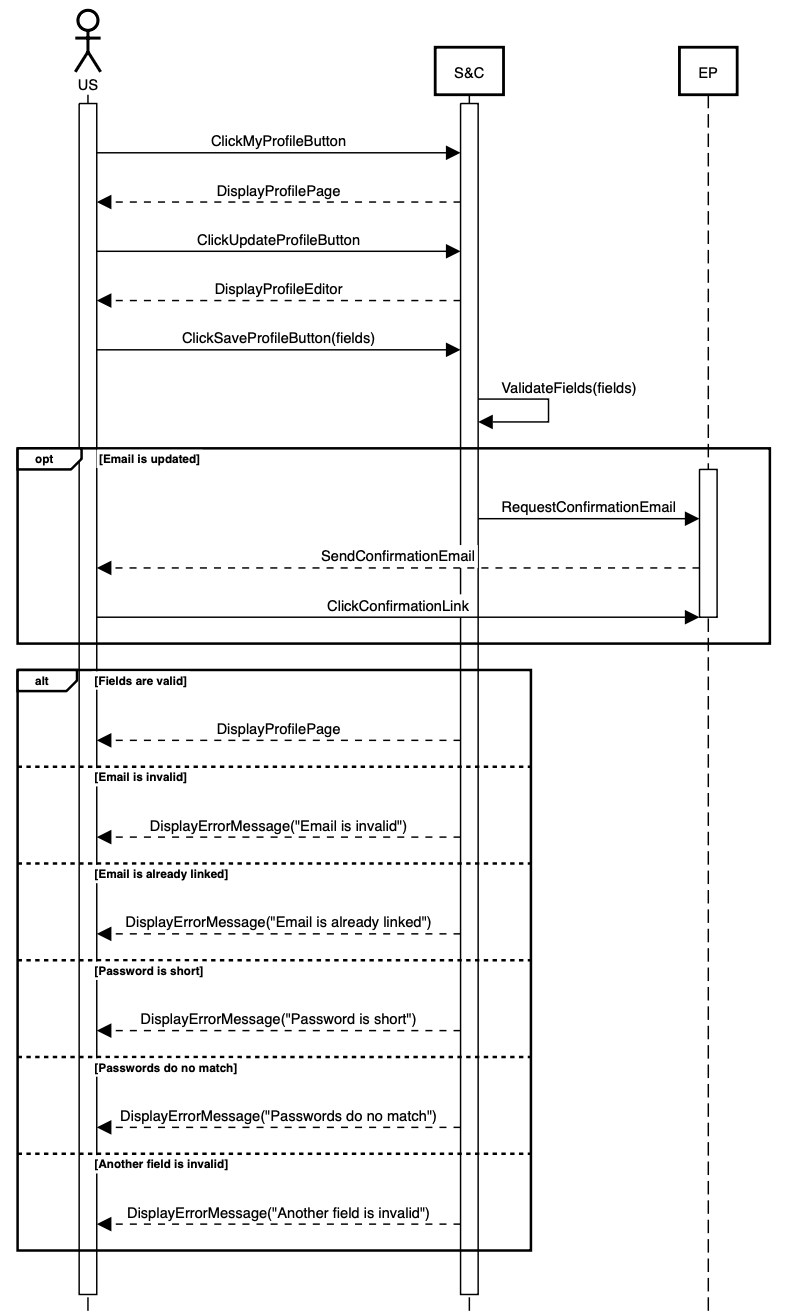 US
S&C
EP
ClickMyProfileButton
DisplayProfilePage
ClickUpdateProfileButton
DisplayProfileEditor
ClickSaveProfileButton(fields)
ValidateFields(fields)
opt [Email is updated]
RequestConfirmationEmail
SendConfirmationEmail
ClickConfirmationLink
alt [Fields are valid]
DisplayProfilePage
[Email is invalid]
DisplayErrorMessage("Email is invalid")
[Email is already linked]
DisplayErrorMessage("Email is already linked")
[Password is short]
DisplayErrorMessage("Password is short")
[Passwords do no match]
DisplayErrorMessage("Passwords do no match")
[Another field is invalid]
DisplayErrorMessage("Another field is invalid")